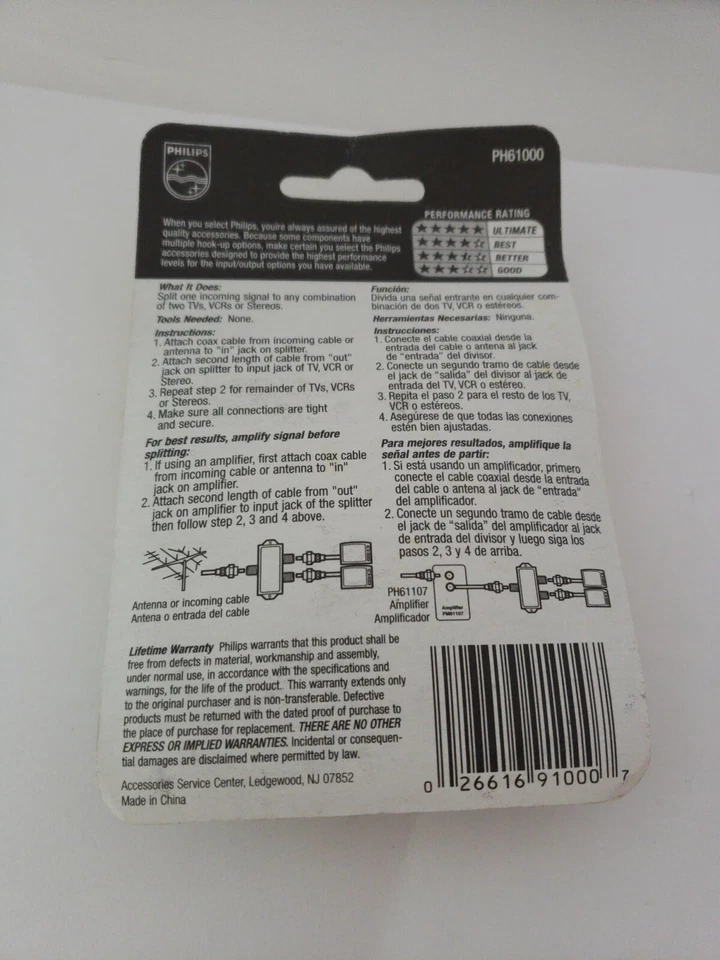 PHILIPS
PH61000
When you select Philips, you're always assured of the highest
quality accessories. Because some components have
multiple hook-up options, make certain you select the Philips
accessories designed to provide the highest performance
levels for the input/output options you have available.
PERFORMANCE RATING
★★★★★ ULTIMATE
★★★★☆ BEST
★★★☆☆ BETTER
★★★☆☆ GOOD
What It Does:
Split one incoming signal to any combination
of two TVs, VCRs or Stereos.
Tools Needed: None.
Instructions:
1. Attach coax cable from incoming cable or
antenna to "in" jack on splitter.
2. Attach second length of cable from "out"
jack on splitter to input jack of TV, VCR or
Stereo.
3. Repeat step 2 for remainder of TVs, VCRs
or Stereos.
4. Make sure all connections are tight
and secure.
For best results, amplify signal before
splitting:
1. If using an amplifier, first attach coax cable
from incoming cable or antenna to "in"
jack on amplifier.
2. Attach second length of cable from "out"
jack on amplifier to input jack of the splitter
then follow step 2, 3 and 4 above.
Antenna or incoming cable
Antena o entrada del cable
Función:
Divida una señal entrante en cualquier com-
binación de dos TV, VCR o estéreos.
Herramientas Necesarias: Ninguna.
Instrucciones:
1. Conecte el cable coaxial desde la
entrada del cable o antena al jack
de "entrada" del divisor.
2. Conecte un segundo tramo de cable desde
el jack de "salida" del divisor al jack de
entrada del TV, VCR o estéreo.
3. Repita el paso 2 para el resto de los TV,
VCR o estéreos.
4. Asegúrese de que todas las conexiones
estén bien ajustadas.
Para mejores resultados, amplifique la
señal antes de partir:
1. Si está usando un amplificador, primero
conecte el cable coaxial desde la entrada
del cable o antena al jack de "entrada"
del amplificador.
2. Conecte un segundo tramo de cable desde
el jack de "salida" del amplificador al jack
de entrada del divisor y luego siga los
pasos 2, 3 y 4 de arriba.
PH61107
Amplifier
Amplificador
Amplifier
PH61107
Lifetime Warranty Philips warrants that this product shall be
free from defects in material, workmanship and assembly,
under normal use, in accordance with the specifications and
warnings, for the life of the product. This warranty extends only
to the original purchaser and is non-transferable. Defective
products must be returned with the dated proof of purchase to
the place of purchase for replacement. THERE ARE NO OTHER
EXPRESS OR IMPLIED WARRANTIES. Incidental or consequen-
tial damages are disclaimed where permitted by law.
Accessories Service Center, Ledgewood, NJ 07852
Made in China
0 26616 91000 7